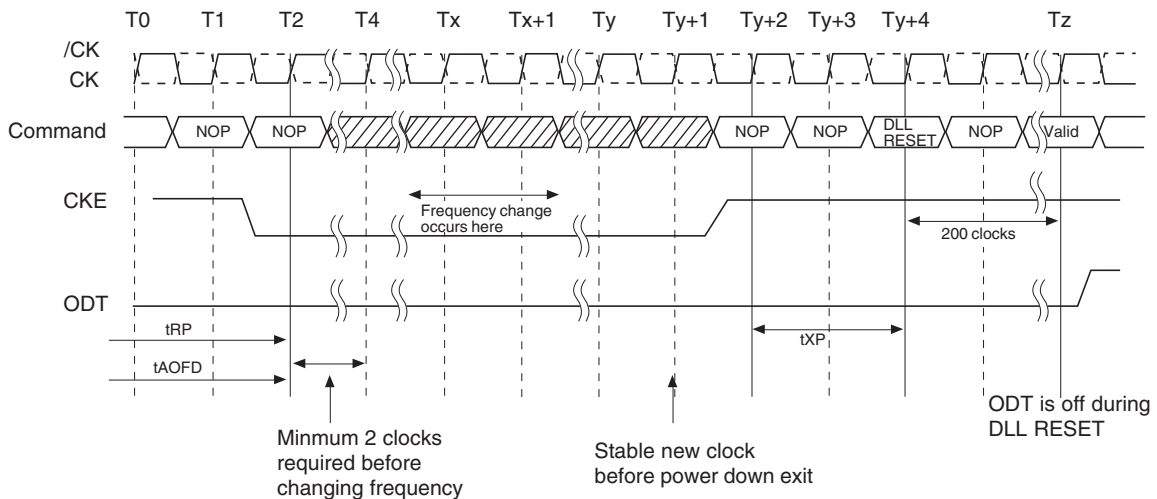 T0 T1 T2 T4 Tx Tx+1 Ty Ty+1 Ty+2 Ty+3 Ty+4 Tz
/CK
CK
Command NOP NOP NOP NOP DLL RESET NOP Valid
CKE
Frequency change
occurs here
200 clocks
ODT
tRP
tXP
tAOFD
Minmum 2 clocks
required before
changing frequency
Stable new clock
before power down exit
ODT is off during
DLL RESET